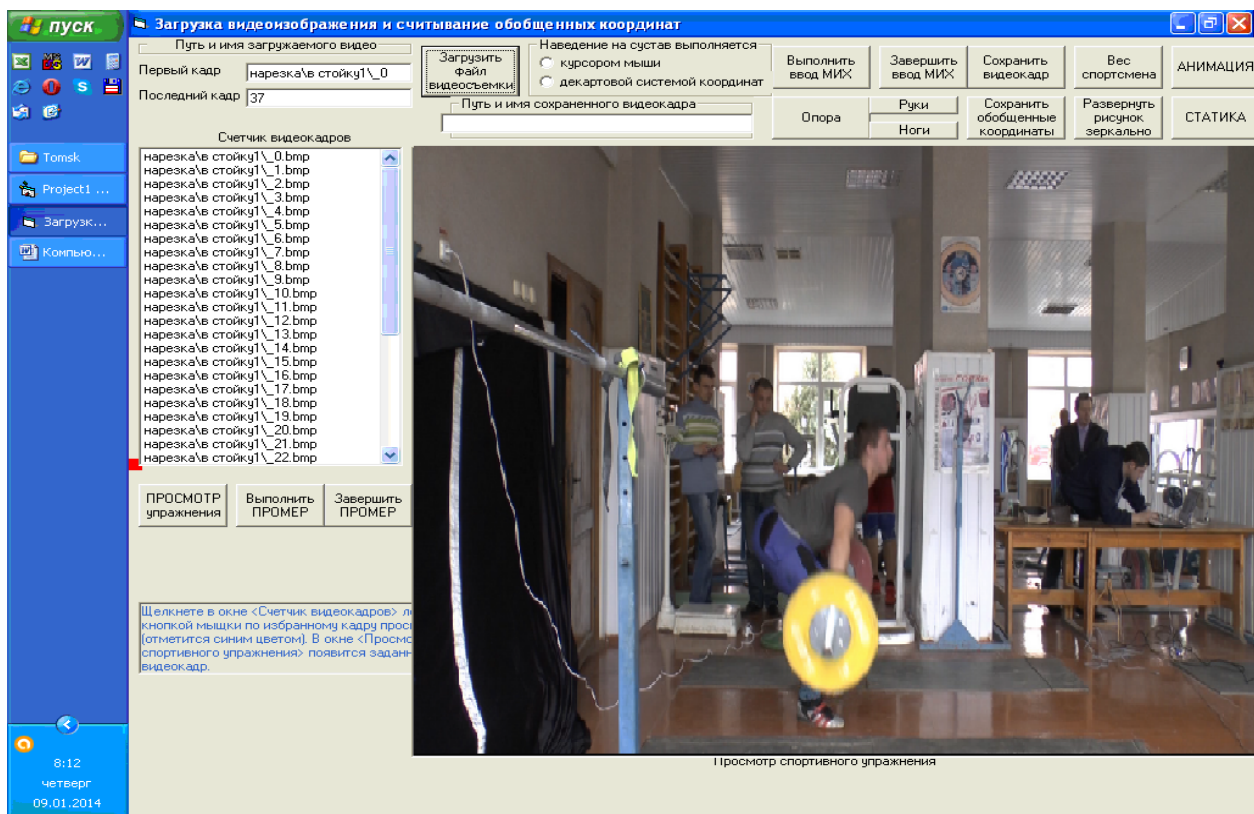 пуск
Загрузка видеоизображения и считывание обобщенных координат
Путь и имя загружаемого видео
Первый кадр
нарезка\в стойку1\_0
Последний кадр
37
Загрузить
файл
видеосъемки
Наведение на сустав выполняется
курсором мыши
декартовой системой координат
Путь и имя сохраненного видеокадра
Выполнить
ввод МИХ
Завершить
ввод МИХ
Сохранить
видеокадр
Вес
спортсмена
АНИМАЦИЯ
Опора
Руки
Ноги
Сохранить
обобщенные
координаты
Развернуть
рисунок
зеркально
СТАТИКА
Tomsk
Project1 ...
Загрузк...
Компью...
Счетчик видеокадров
нарезка\в стойку1\_0.bmp
нарезка\в стойку1\_1.bmp
нарезка\в стойку1\_2.bmp
нарезка\в стойку1\_3.bmp
нарезка\в стойку1\_4.bmp
нарезка\в стойку1\_5.bmp
нарезка\в стойку1\_6.bmp
нарезка\в стойку1\_7.bmp
нарезка\в стойку1\_8.bmp
нарезка\в стойку1\_9.bmp
нарезка\в стойку1\_10.bmp
нарезка\в стойку1\_11.bmp
нарезка\в стойку1\_12.bmp
нарезка\в стойку1\_13.bmp
нарезка\в стойку1\_14.bmp
нарезка\в стойку1\_15.bmp
нарезка\в стойку1\_16.bmp
нарезка\в стойку1\_17.bmp
нарезка\в стойку1\_18.bmp
нарезка\в стойку1\_19.bmp
нарезка\в стойку1\_20.bmp
нарезка\в стойку1\_21.bmp
нарезка\в стойку1\_22.bmp
ПРОСМОТР
упражнения
Выполнить
ПРОМЕР
Завершить
ПРОМЕР
Щелкнете в окне <Счетчик видеокадров> л
кнопкой мышки по избранному кадру прос
(отметится синим цветом). В окне <Просмо
спортивного упражнения> появится заданн
видеокадр.
Просмотр спортивного упражнения
8:12
четверг
09.01.2014